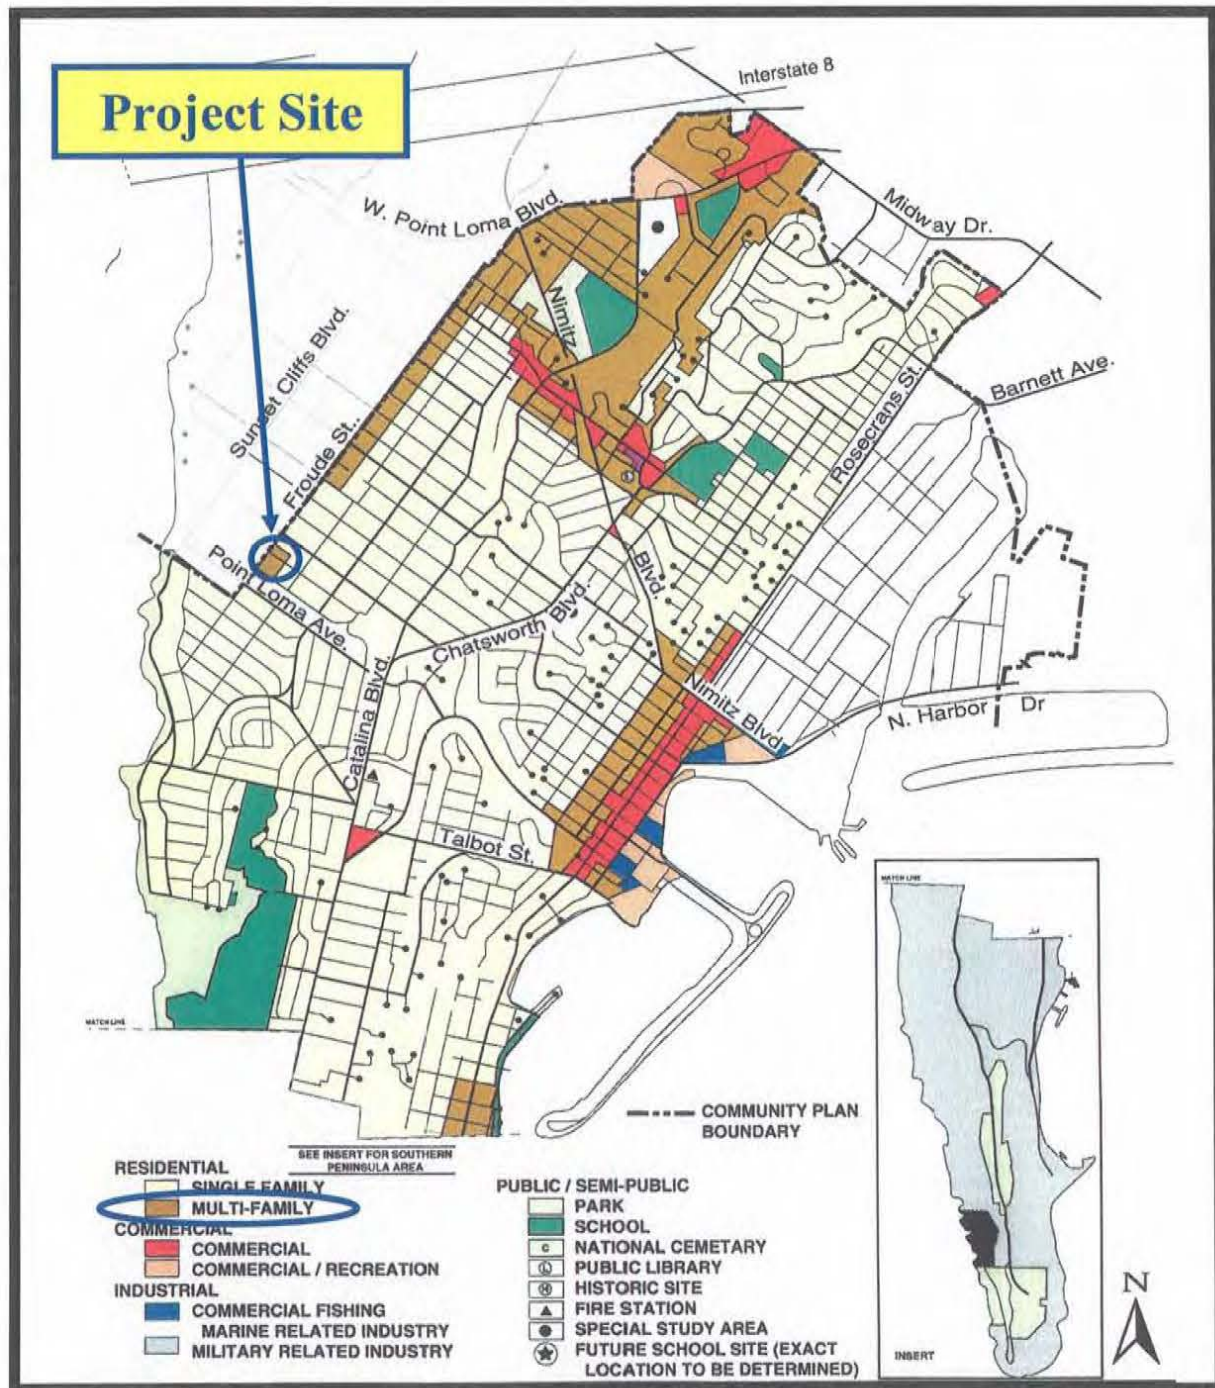 Project Site
Interstate 8
W. Point Loma Blvd.
Midway Dr.
Nimitz
Sunset Cliffs Blvd.
Froude St..
Barnett Ave.
Rosecrans St.
Point Loma Ave.
Blvd.
Chatsworth Blvd.
Catalina Blvd.
Nimitz Blvd.
N. Harbor Dr
Talbot St.
MATCH LINE
MATCH LINE
COMMUNITY PLAN
BOUNDARY
SEE INSERT FOR SOUTHERN
PENINSULA AREA
RESIDENTIAL
SINGLE FAMILY
MULTI-FAMILY
COMMERCIAL
COMMERCIAL
COMMERCIAL / RECREATION
INDUSTRIAL
COMMERCIAL FISHING
MARINE RELATED INDUSTRY
MILITARY RELATED INDUSTRY
PUBLIC / SEMI-PUBLIC
PARK
SCHOOL
C NATIONAL CEMETARY
L PUBLIC LIBRARY
H HISTORIC SITE
FIRE STATION
SPECIAL STUDY AREA
FUTURE SCHOOL SITE (EXACT
LOCATION TO BE DETERMINED)
INSERT
N